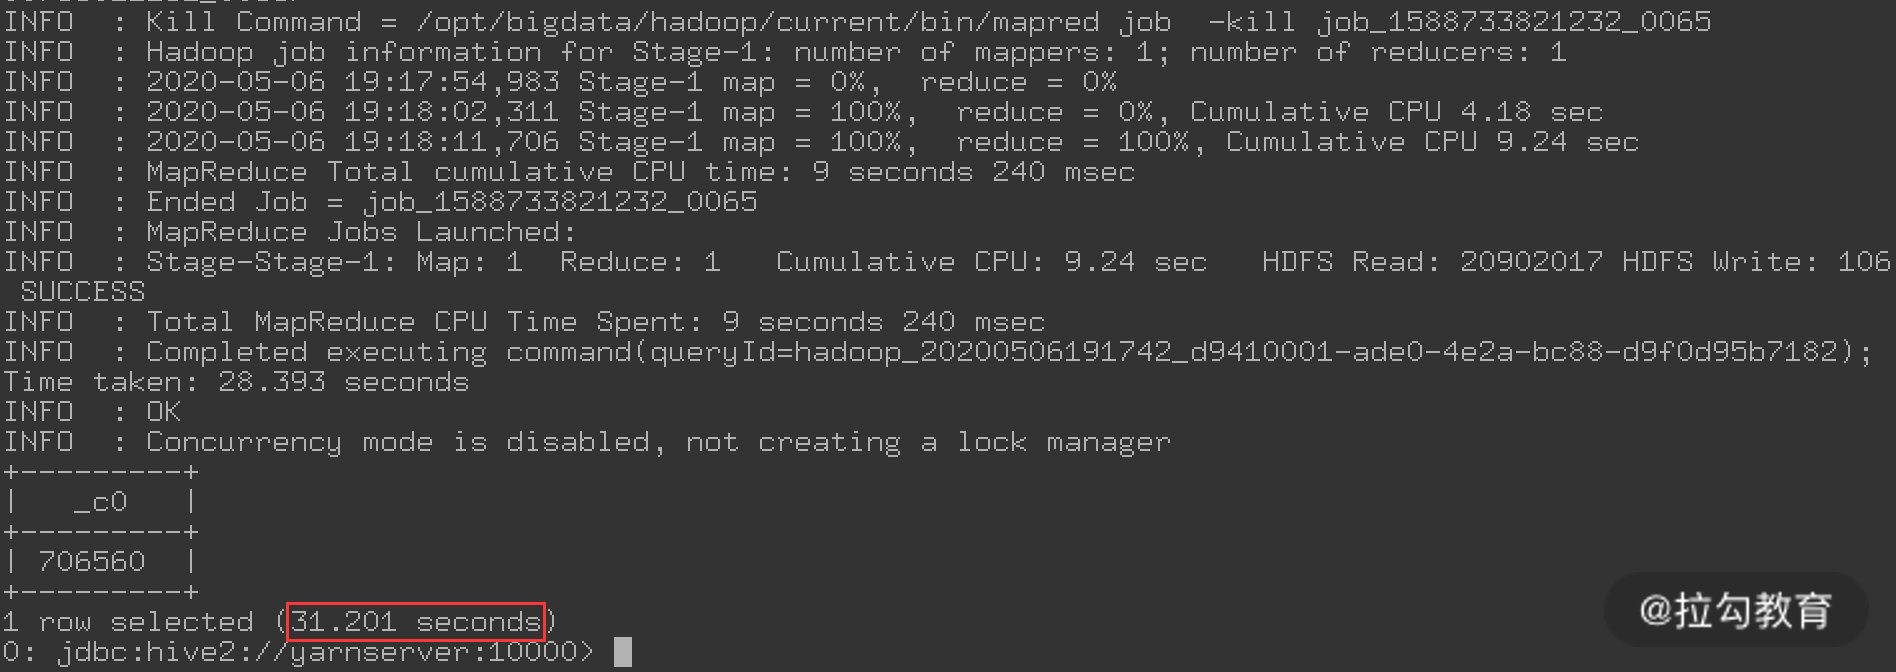 INFO  : Kill Command = /opt/bigdata/hadoop/current/bin/mapred job  -kill job_1588733821232_0065
INFO  : Hadoop job information for Stage-1: number of mappers: 1; number of reducers: 1
INFO  : 2020-05-06 19:17:54,983 Stage-1 map = 0%,  reduce = 0%
INFO  : 2020-05-06 19:18:02,311 Stage-1 map = 100%,  reduce = 0%, Cumulative CPU 4.18 sec
INFO  : 2020-05-06 19:18:11,706 Stage-1 map = 100%,  reduce = 100%, Cumulative CPU 9.24 sec
INFO  : MapReduce Total cumulative CPU time: 9 seconds 240 msec
INFO  : Ended Job = job_1588733821232_0065
INFO  : MapReduce Jobs Launched:
INFO  : Stage-Stage-1: Map: 1  Reduce: 1   Cumulative CPU: 9.24 sec   HDFS Read: 20902017 HDFS Write: 106
SUCCESS
INFO  : Total MapReduce CPU Time Spent: 9 seconds 240 msec
INFO  : Completed executing command(queryId=hadoop_20200506191742_d9410001-ade0-4e2a-bc88-d9f0d95b7182);
Time taken: 28.393 seconds
INFO  : OK
INFO  : Concurrency mode is disabled, not creating a lock manager
+---------+
|   _c0   |
+---------+
| 706560  |
+---------+
1 row selected (31.201 seconds)
0: jdbc:hive2://yarnserver:10000>
@拉勾教育